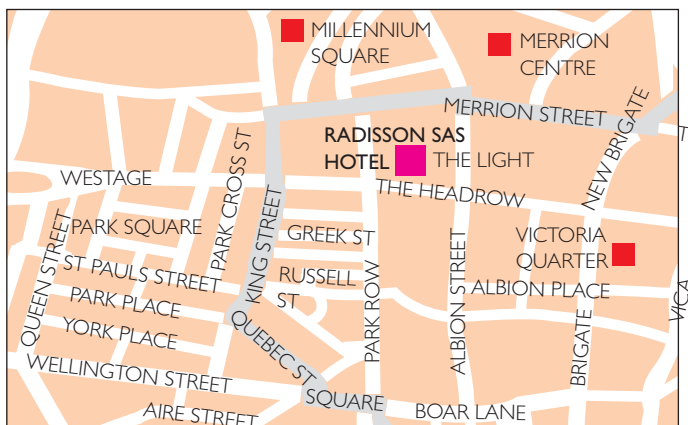 MILLENNIUM
SQUARE
MERRION
CENTRE
MERRION STREET
NEW BRIGATE
T
RADISSON SAS
HOTEL
THE LIGHT
PARK CROSS ST
WESTAGE
THE HEADROW
PARK SQUARE
KING STREET
GREEK ST
VICTORIA
QUARTER
QUEEN STREET
ST PAULS STREET
RUSSELL
ST
PARK ROW
ALBION STREET
ALBION PLACE
VICA
PARK PLACE
YORK PLACE
QUEBEC ST
BRIGATE
WELLINGTON STREET
SQUARE
AIRE STREET
BOAR LANE